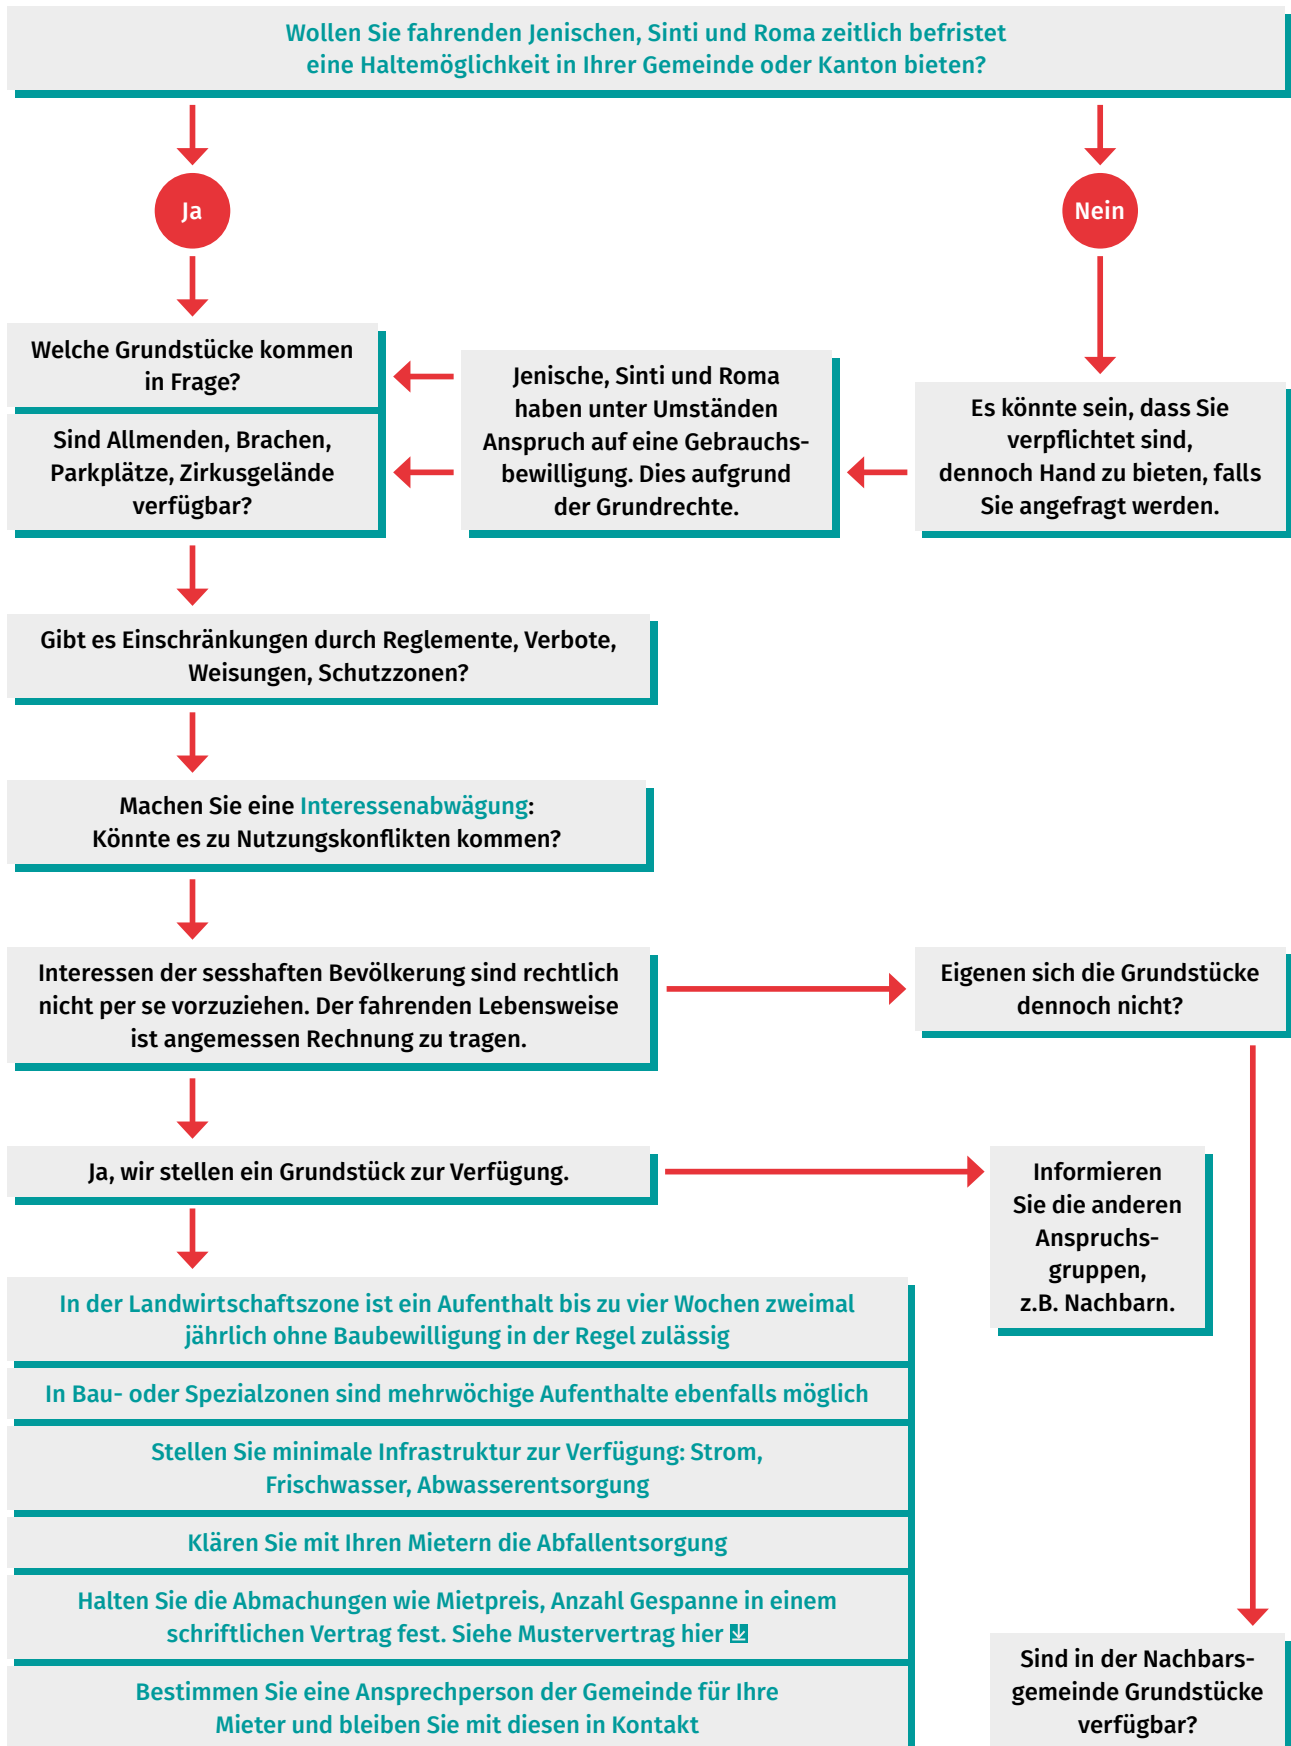 Wollen Sie fahrenden Jenischen, Sinti und Roma zeitlich befristet
eine Haltemöglichkeit in Ihrer Gemeinde oder Kanton bieten?
Ja
Nein
Welche Grundstücke kommen
in Frage?
Sind Allmenden, Brachen,
Parkplätze, Zirkusgelände
verfügbar?
Jenische, Sinti und Roma
haben unter Umständen
Anspruch auf eine Gebrauchs-
bewilligung. Dies aufgrund
der Grundrechte.
Es könnte sein, dass Sie
verpflichtet sind,
dennoch Hand zu bieten, falls
Sie angefragt werden.
Gibt es Einschränkungen durch Reglemente, Verbote,
Weisungen, Schutzzonen?
Machen Sie eine Interessenabwägung:
Könnte es zu Nutzungskonflikten kommen?
Interessen der sesshaften Bevölkerung sind rechtlich
nicht per se vorzuziehen. Der fahrenden Lebensweise
ist angemessen Rechnung zu tragen.
Eigenen sich die Grundstücke
dennoch nicht?
Ja, wir stellen ein Grundstück zur Verfügung.
Informieren
Sie die anderen
Anspruchs-
gruppen,
z.B. Nachbarn.
In der Landwirtschaftszone ist ein Aufenthalt bis zu vier Wochen zweimal
jährlich ohne Baubewilligung in der Regel zulässig
In Bau- oder Spezialzonen sind mehrwöchige Aufenthalte ebenfalls möglich
Stellen Sie minimale Infrastruktur zur Verfügung: Strom,
Frischwasser, Abwasserentsorgung
Klären Sie mit Ihren Mietern die Abfallentsorgung
Halten Sie die Abmachungen wie Mietpreis, Anzahl Gespanne in einem
schriftlichen Vertrag fest. Siehe Mustervertrag hier
Bestimmen Sie eine Ansprechperson der Gemeinde für Ihre
Mieter und bleiben Sie mit diesen in Kontakt
Sind in der Nachbars-
gemeinde Grundstücke
verfügbar?